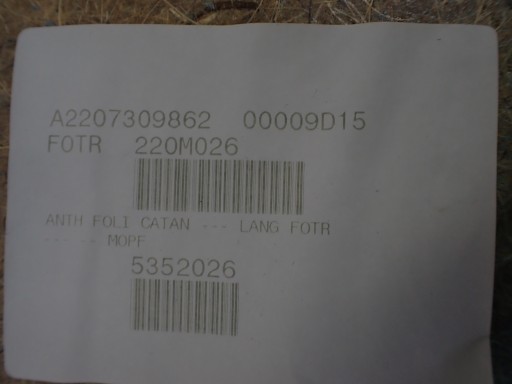 A2207309862 00009D15
FOTR 220M026
ANTH FOLI CATAN --- LANG FOTR
-- -- -- MOPF
5352026